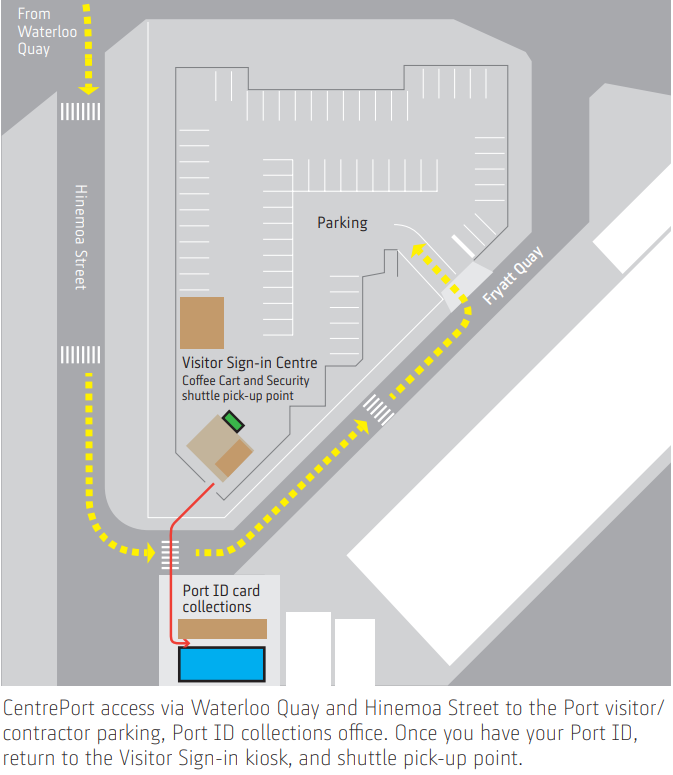 From
Waterloo
Quay
Hinemoa Street
Parking
Fryatt Quay
Visitor Sign-in Centre
Coffee Cart and Security
shuttle pick-up point
Port ID card
collections
CentrePort access via Waterloo Quay and Hinemoa Street to the Port visitor/
contractor parking, Port ID collections office. Once you have your Port ID,
return to the Visitor Sign-in kiosk, and shuttle pick-up point.